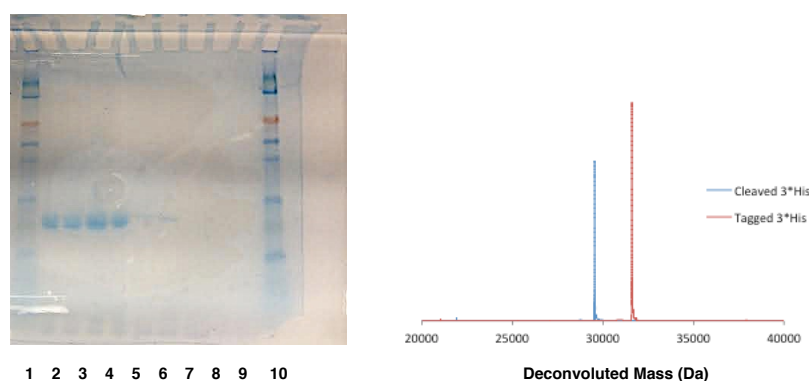 Cleaved 3*His
Tagged 3*His
20000 25000 30000 35000 40000
1 2 3 4 5 6 7 8 9 10
Deconvoluted Mass (Da)